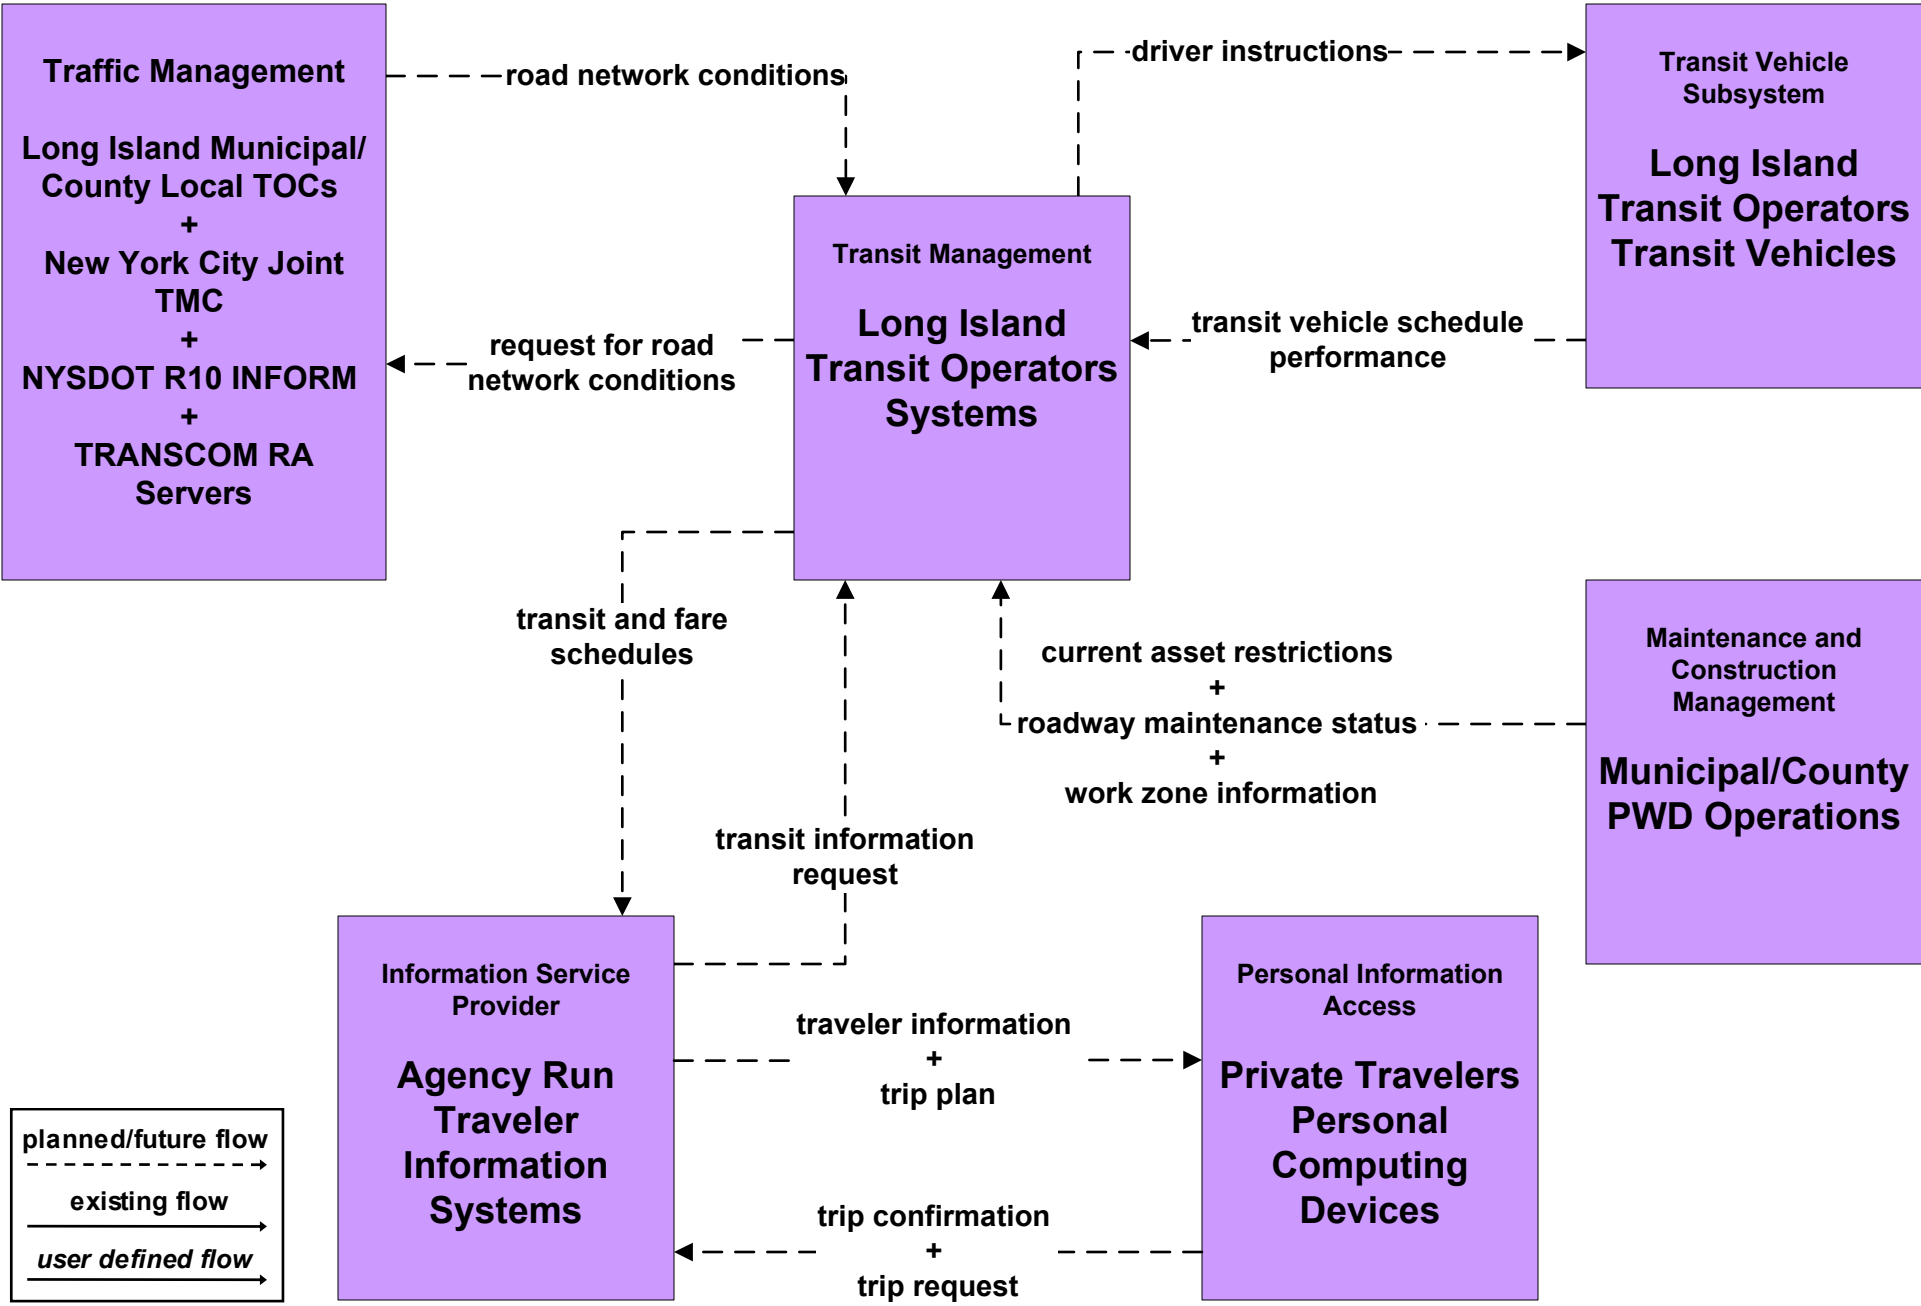 Traffic Management
Long Island Municipal/
County Local TOCs
+
New York City Joint
TMC
+
NYSDOT R10 INFORM
+
TRANSCOM RA
Servers
road network conditions
request for road
network conditions
driver instructions
Transit Vehicle
Subsystem
Long Island
Transit Operators
Transit Vehicles
Transit Management
Long Island
Transit Operators
Systems
transit vehicle schedule
performance
transit and fare
schedules
transit information
request
current asset restrictions
+
roadway maintenance status
+
work zone information
Maintenance and
Construction
Management
Municipal/County
PWD Operations
Information Service
Provider
Agency Run
Traveler
Information
Systems
traveler information
+
trip plan
trip confirmation
+
trip request
Personal Information
Access
Private Travelers
Personal
Computing
Devices
planned/future flow
existing flow
user defined flow